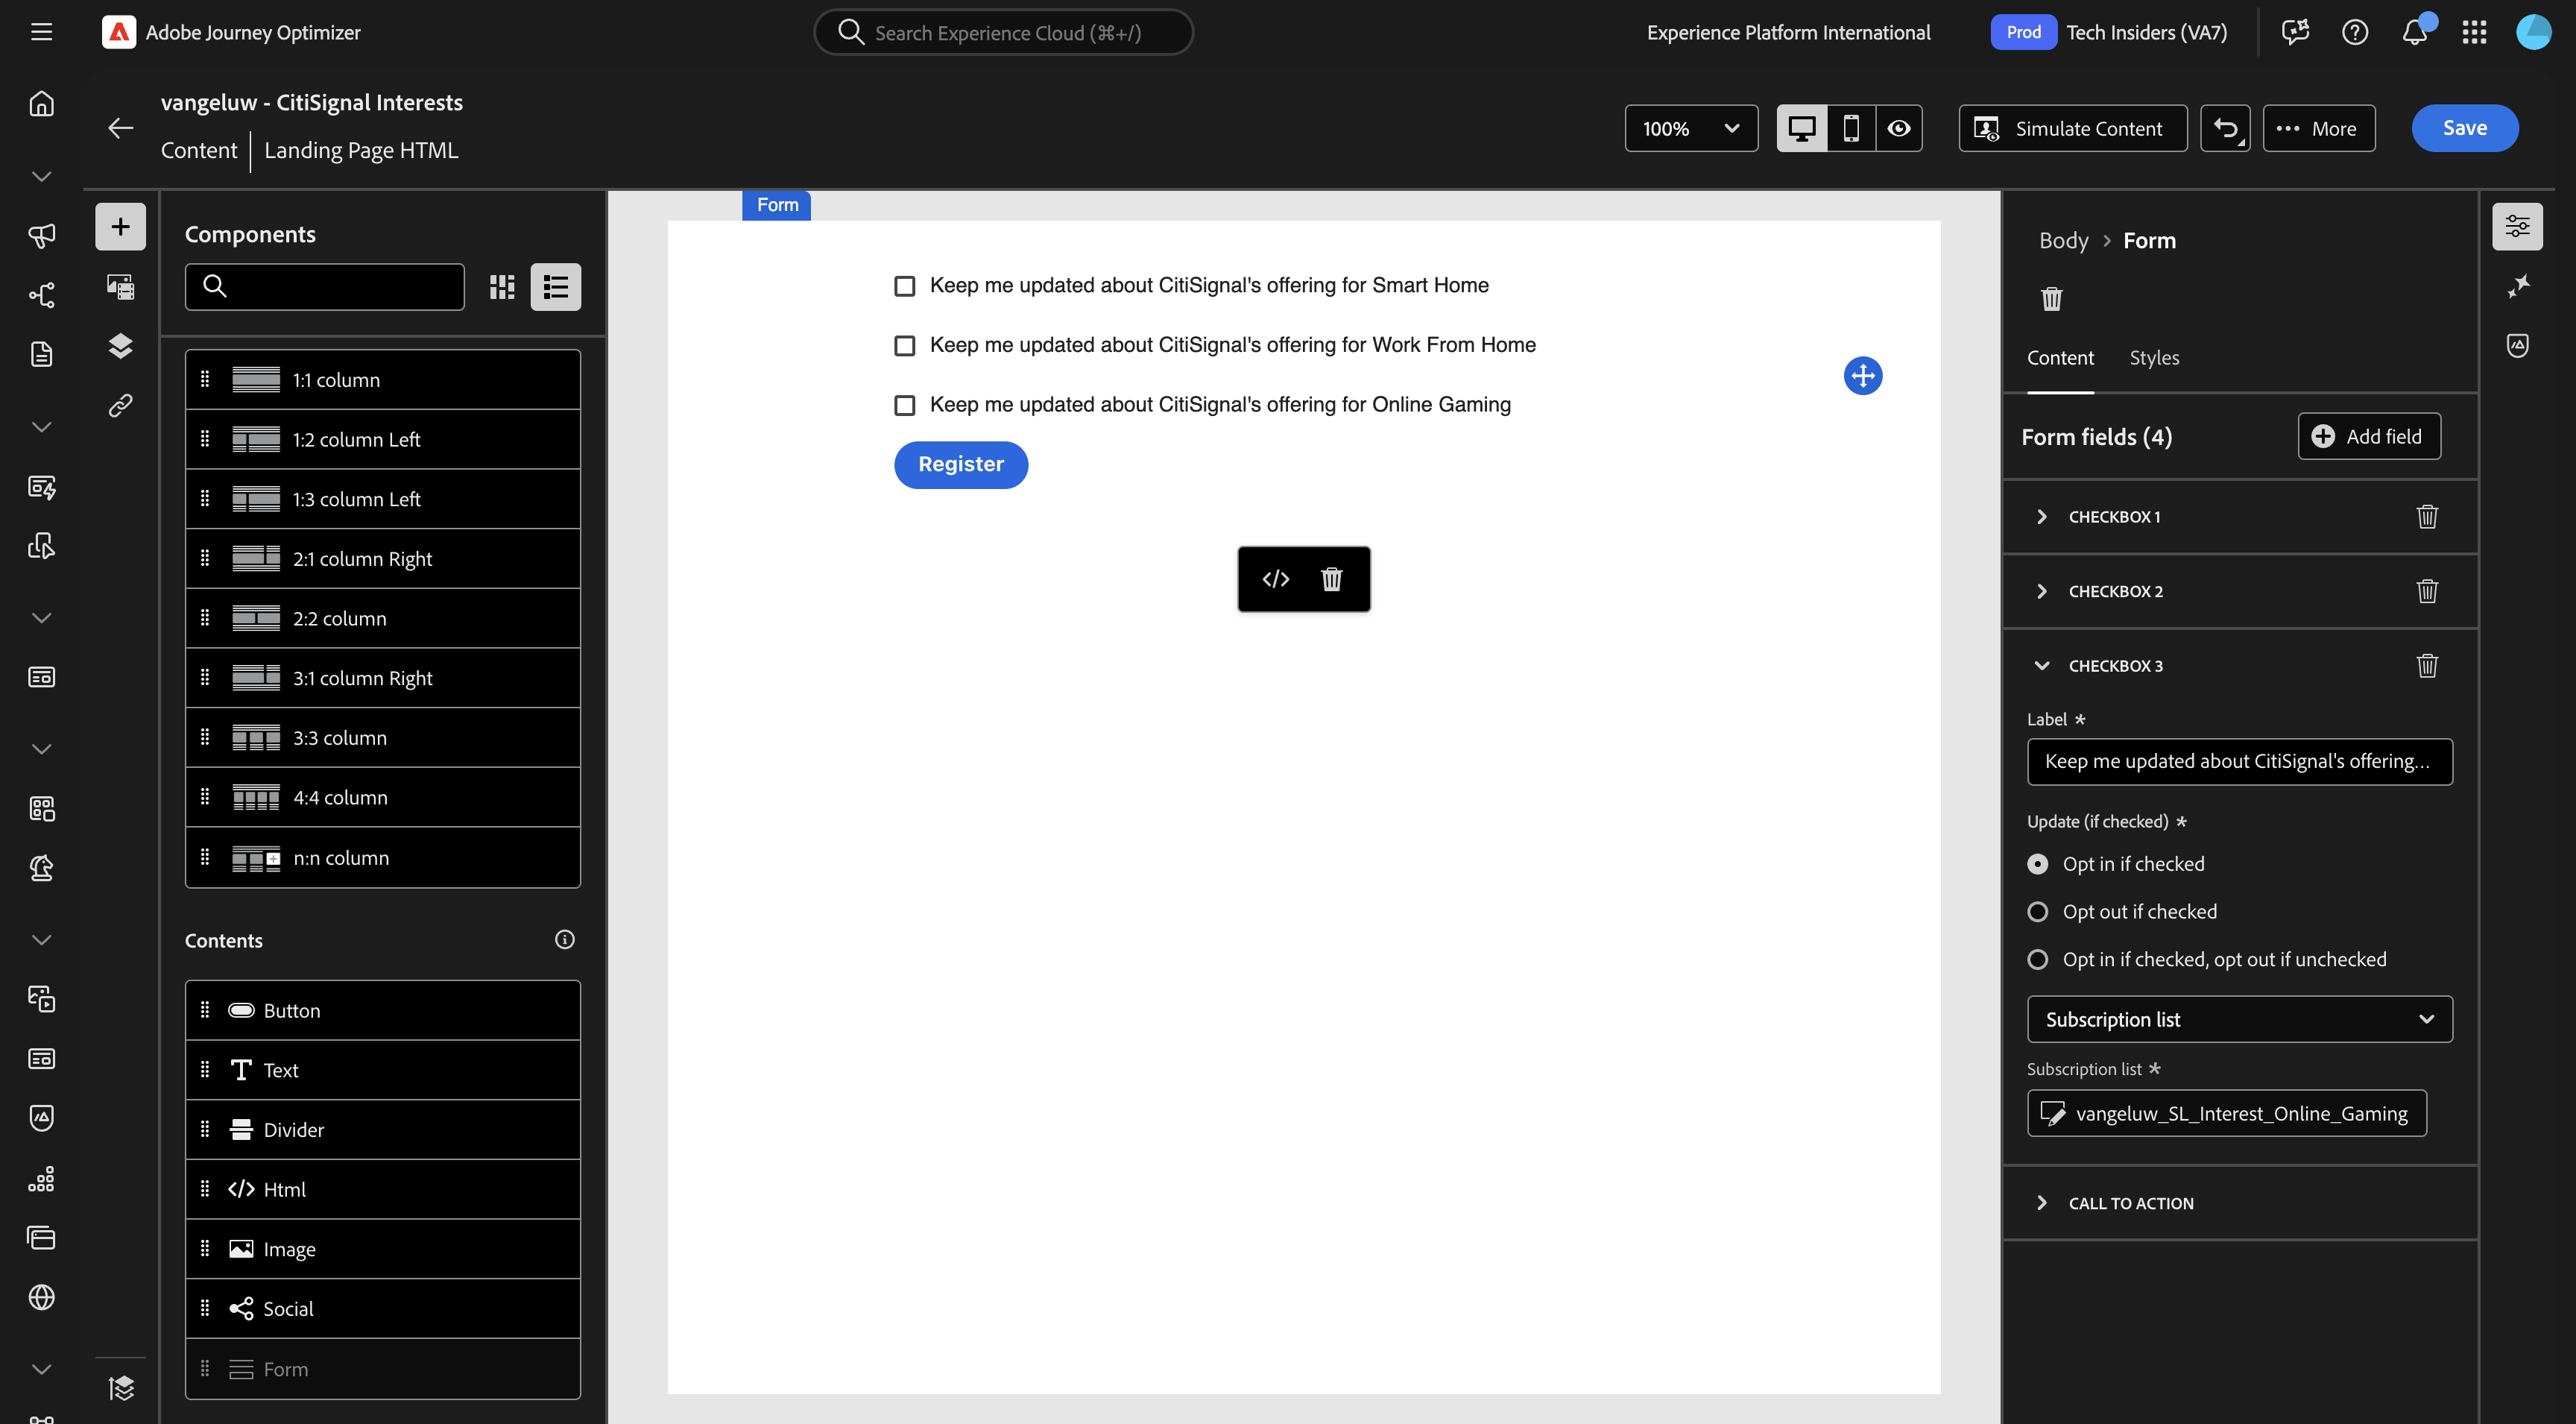 Adobe Journey Optimizer
Search Experience Cloud (⌘+/)
Experience Platform International
Prod
Tech Insiders (VA7)
vangeluw - CitiSignal Interests
Content
Landing Page HTML
100%
Simulate Content
More
Save
Components
1:1 column
1:2 column Left
1:3 column Left
2:1 column Right
2:2 column
3:1 column Right
3:3 column
4:4 column
n:n column
Contents
Button
Text
Divider
Html
Image
Social
Form
Form
Keep me updated about CitiSignal's offering for Smart Home
Keep me updated about CitiSignal's offering for Work From Home
Keep me updated about CitiSignal's offering for Online Gaming
Register
Body
Form
Content
Styles
Form fields (4)
Add field
CHECKBOX 1
CHECKBOX 2
CHECKBOX 3
Label *
Keep me updated about CitiSignal's offering...
Update (if checked) *
Opt in if checked
Opt out if checked
Opt in if checked, opt out if unchecked
Subscription list
Subscription list *
vangeluw_SL_Interest_Online_Gaming
CALL TO ACTION